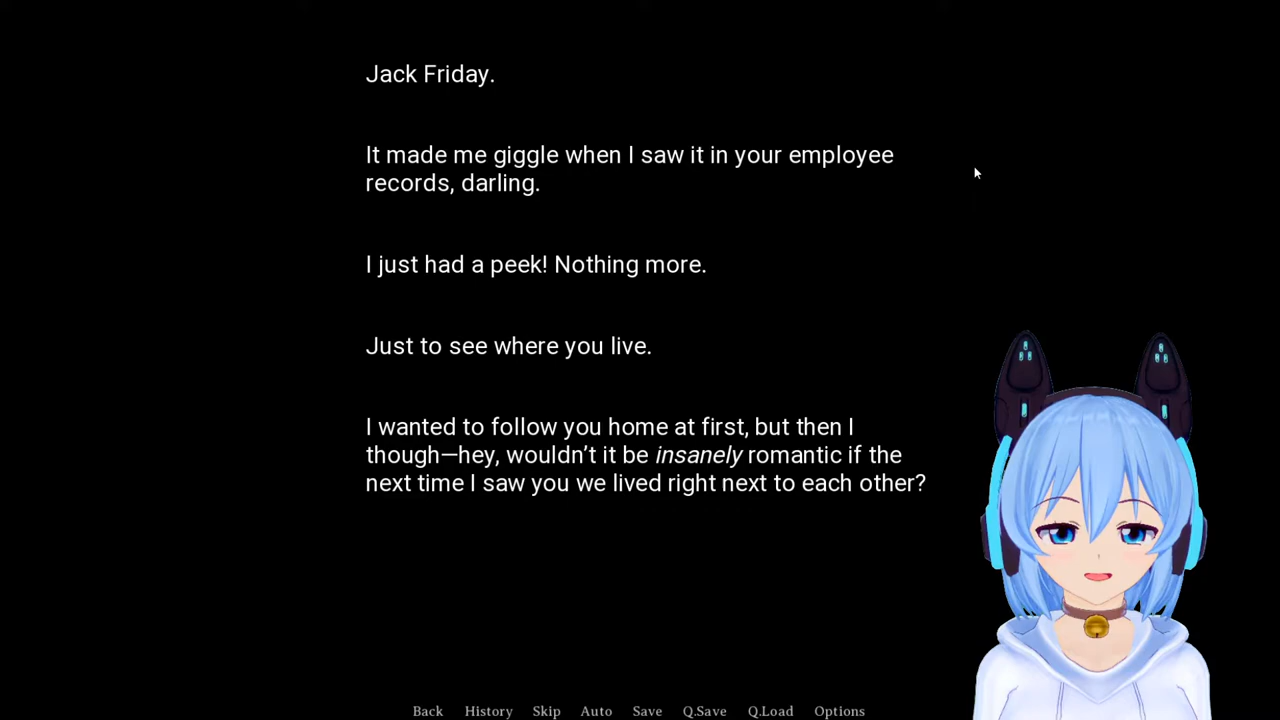 Jack Friday.
It made me giggle when I saw it in your employee
records, darling.
I just had a peek! Nothing more.
Just to see where you live.
I wanted to follow you home at first, but then I
though—hey, wouldn't it be insanely romantic if the
next time I saw you we lived right next to each other?
Back History Skip Auto Save Q.Save Q.Load Options